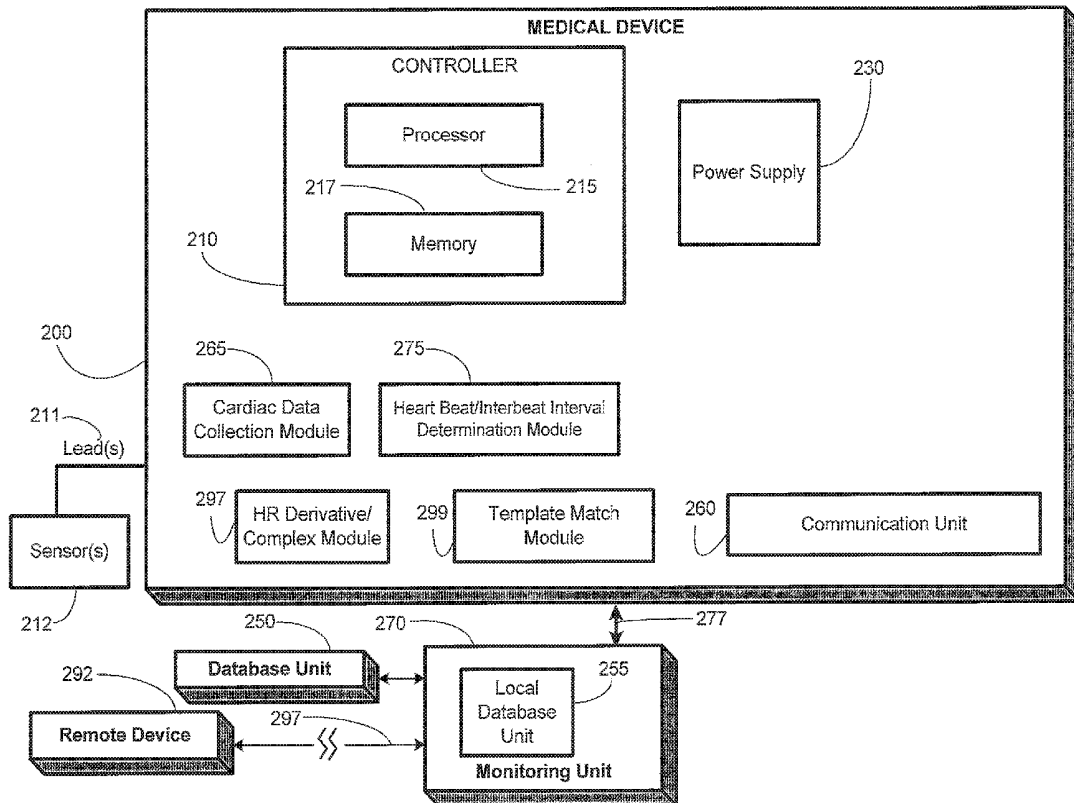 MEDICAL DEVICE
CONTROLLER
230
Processor
215
Power Supply
217
Memory
210
200
265
275
Cardiac Data
Collection Module
Heart Beat/Interbeat Interval
Determination Module
211
Lead(s)
297
HR Derivative/
Complex Module
299
Template Match
Module
260
Communication Unit
Sensor(s)
212
250
270
277
Database Unit
255
Local
Database
Unit
292
Remote Device
297
Monitoring Unit